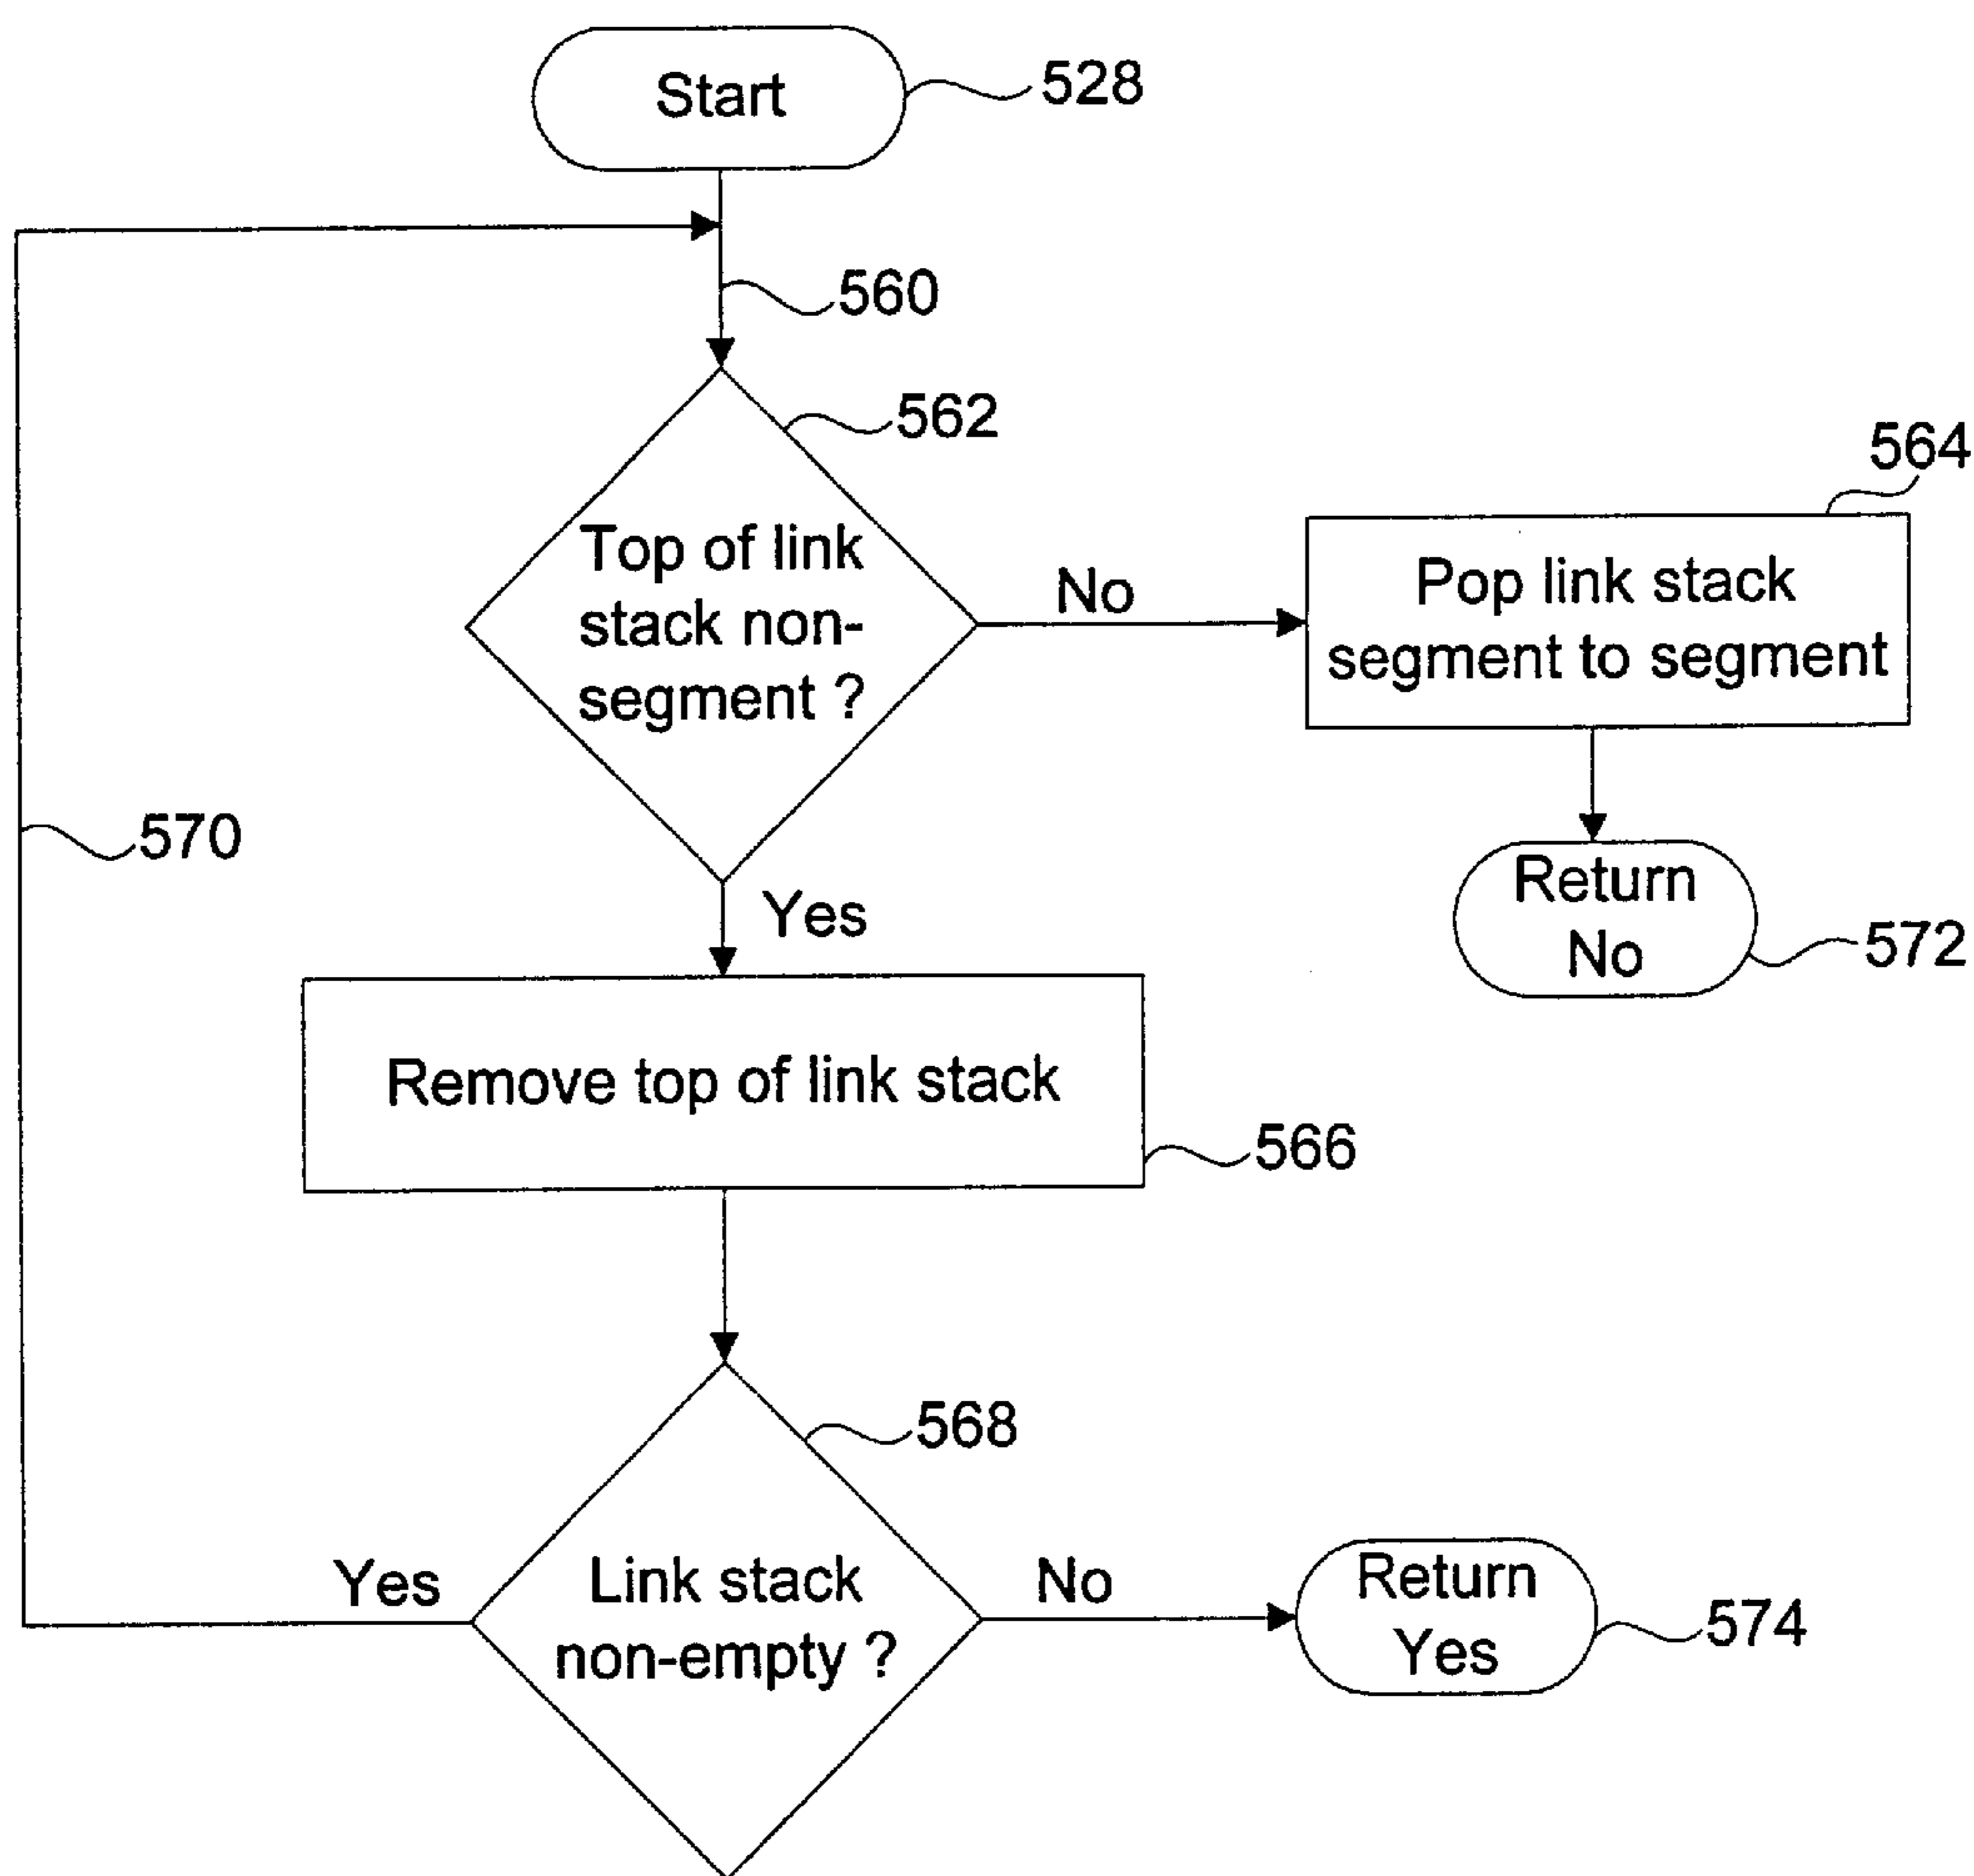 Start
528
560
562
Top of link
stack non-
segment ?
No
564
Pop link stack
segment to segment
570
Yes
Return
No
572
Remove top of link stack
566
568
Yes
Link stack
non-empty ?
No
Return
Yes
574